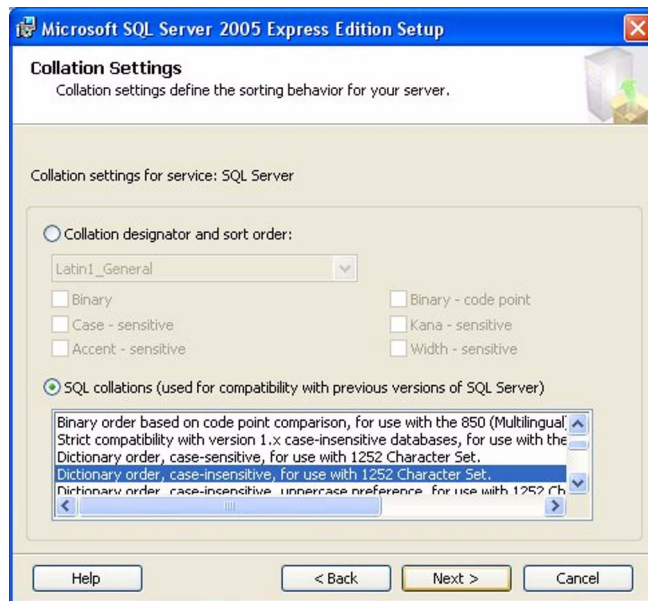 Microsoft SQL Server 2005 Express Edition Setup
Collation Settings
Collation settings define the sorting behavior for your server.
Collation settings for service: SQL Server
Collation designator and sort order:
Latin1_General
Binary
Binary - code point
Case - sensitive
Kana - sensitive
Accent - sensitive
Width - sensitive
SQL collations (used for compatibility with previous versions of SQL Server)
Binary order based on code point comparison, for use with the 850 (Multilingual)
Strict compatibility with version 1.x case-insensitive databases, for use with the
Dictionary order, case-sensitive, for use with 1252 Character Set.
Dictionary order, case-insensitive, for use with 1252 Character Set.
Dictionary order, case-insensitive, uppercase preference, for use with 1252 Ch
Help
< Back
Next >
Cancel